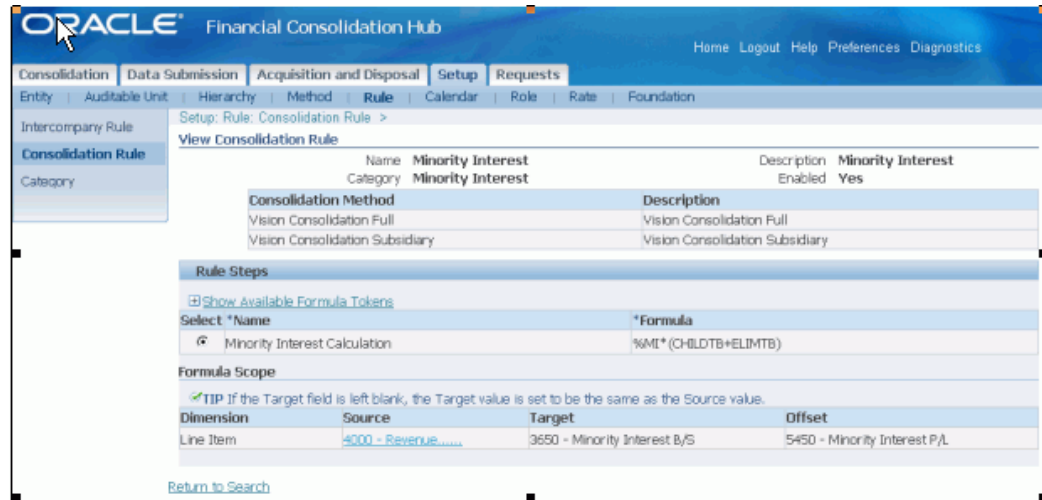 ORACLE® Financial Consolidation Hub
Home Logout Help Preferences Diagnostics
Consolidation Data Submission Acquisition and Disposal Setup Requests
Entity | Auditable Unit | Hierarchy | Method | Rule | Calendar | Role | Rate | Foundation
Intercompany Rule
Consolidation Rule
Category
Setup: Rule: Consolidation Rule >
View Consolidation Rule
Name Minority Interest Description Minority Interest
Category Minority Interest Enabled Yes
Consolidation Method Description
Vision Consolidation Full Vision Consolidation Full
Vision Consolidation Subsidiary Vision Consolidation Subsidiary
Rule Steps
Show Available Formula Tokens
Select *Name *Formula
Minority Interest Calculation %MI*(CHILDTB+ELIMTB)
Formula Scope
TIP If the Target field is left blank, the Target value is set to be the same as the Source value.
Dimension Source Target Offset
Line Item 4000 - Revenue...... 3650 - Minority Interest B/S 5450 - Minority Interest P/L
Return to Search